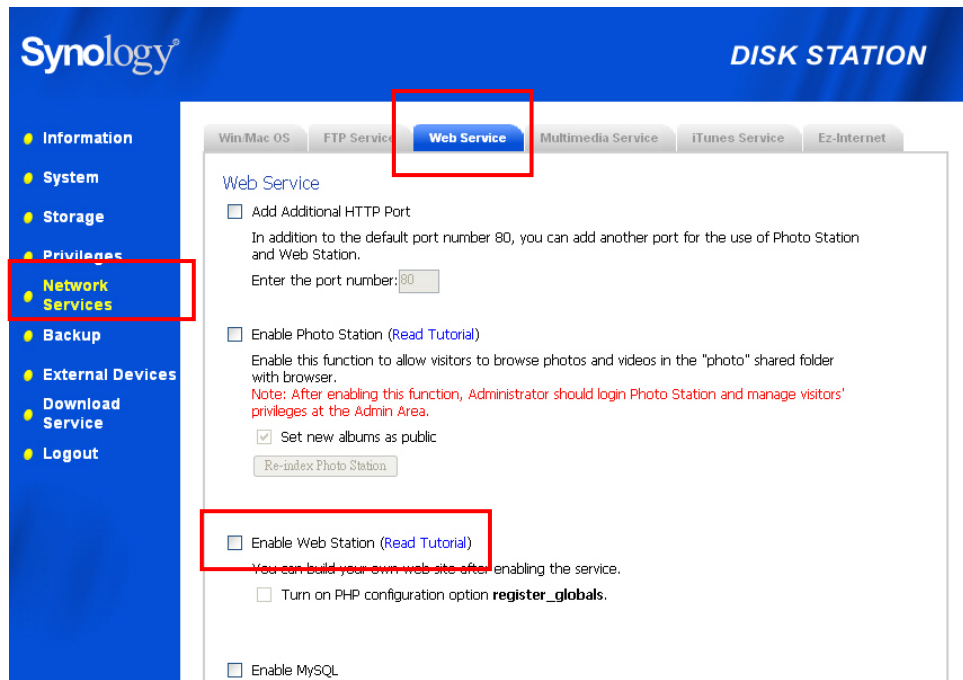 Synology®
DISK STATION
Information
System
Storage
Privileges
Network
Services
Backup
External Devices
Download
Service
Logout
Win/Mac OS FTP Service Web Service Multimedia Service iTunes Service Ez-Internet
Web Service
Add Additional HTTP Port
In addition to the default port number 80, you can add another port for the use of Photo Station
and Web Station.
Enter the port number: 80
Enable Photo Station (Read Tutorial)
Enable this function to allow visitors to browse photos and videos in the "photo" shared folder
with browser.
Note: After enabling this function, Administrator should login Photo Station and manage visitors'
privileges at the Admin Area.
Set new albums as public
Re-index Photo Station
Enable Web Station (Read Tutorial)
You can build your own web site after enabling the service.
Turn on PHP configuration option register_globals.
Enable MySQL